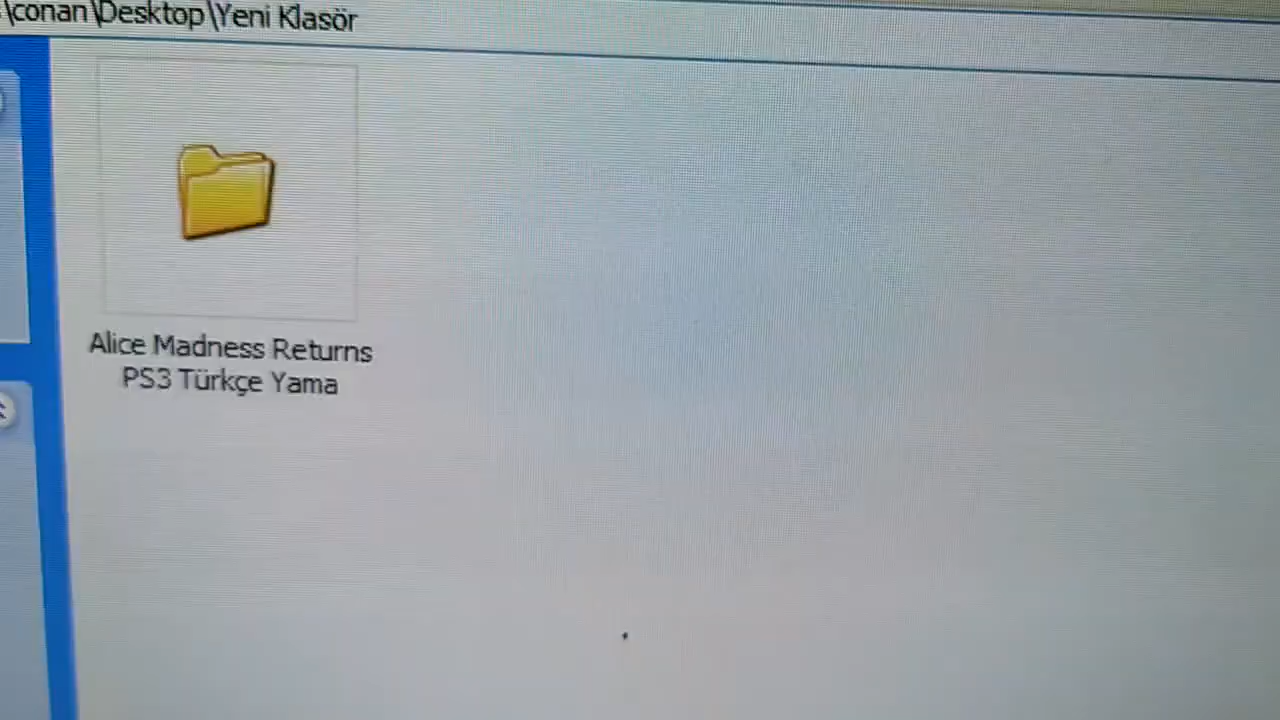 \conan\Desktop\Yeni Klasör
Alice Madness Returns
PS3 Türkçe Yama